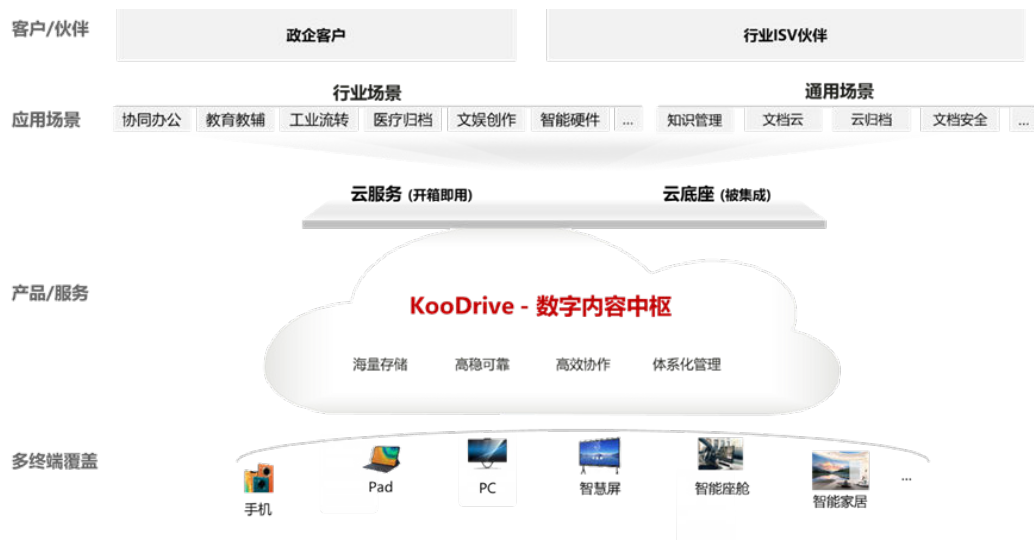 客户/伙伴
政企客户
行业ISV伙伴
行业场景
通用场景
应用场景
协同办公 教育教辅 工业流转 医疗归档 文娱创作 智能硬件 ... 知识管理 文档云 云归档 文档安全 ...
云服务 (开箱即用)
云底座 (被集成)
产品/服务
KooDrive - 数字内容中枢
海量存储 高稳可靠 高效协作 体系化管理
多终端覆盖
手机
Pad
PC
智慧屏
智能座舱
智能家居
...